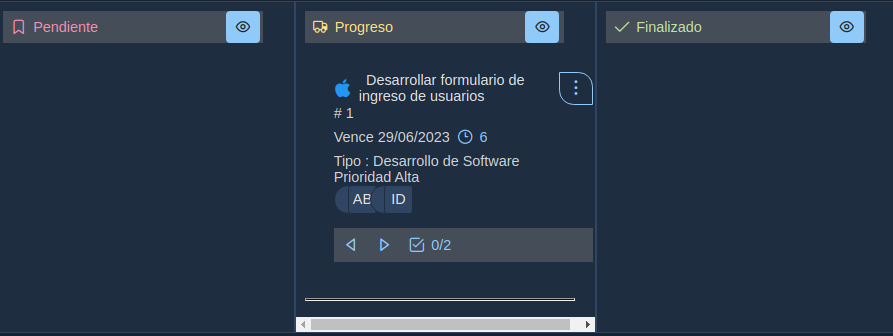 Pendiente
Progreso
Finalizado
Desarrollar formulario de
ingreso de usuarios
# 1
Vence 29/06/2023 6
Tipo : Desarrollo de Software
Prioridad Alta
AB ID
0/2